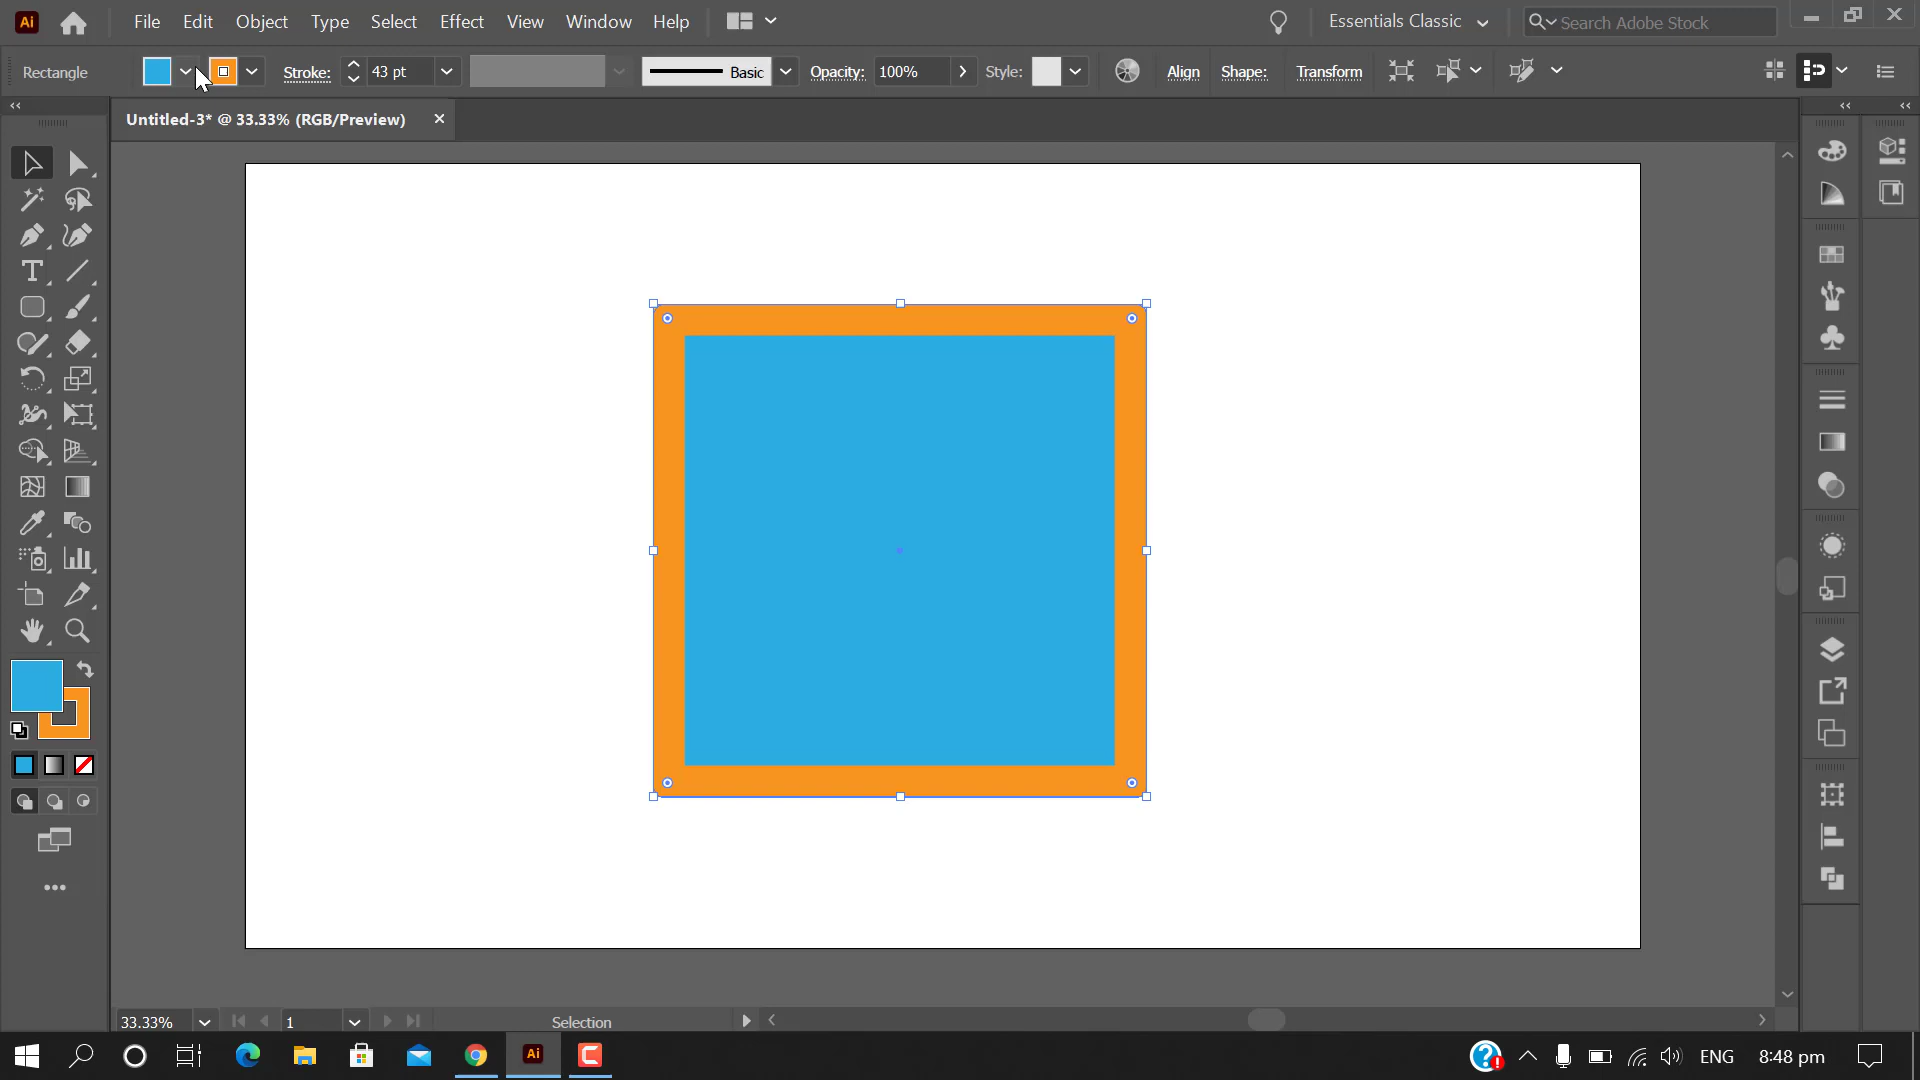 Ai File Edit Object Type Select Effect View Window Help Essentials Classic Search Adobe Stock
Rectangle Stroke: 43 pt Basic Opacity: 100% Style: Align Shape: Transform
Untitled-3* @ 33.33% (RGB/Preview)
T
33.33% 1 Selection
Ai ENG 8:48 pm